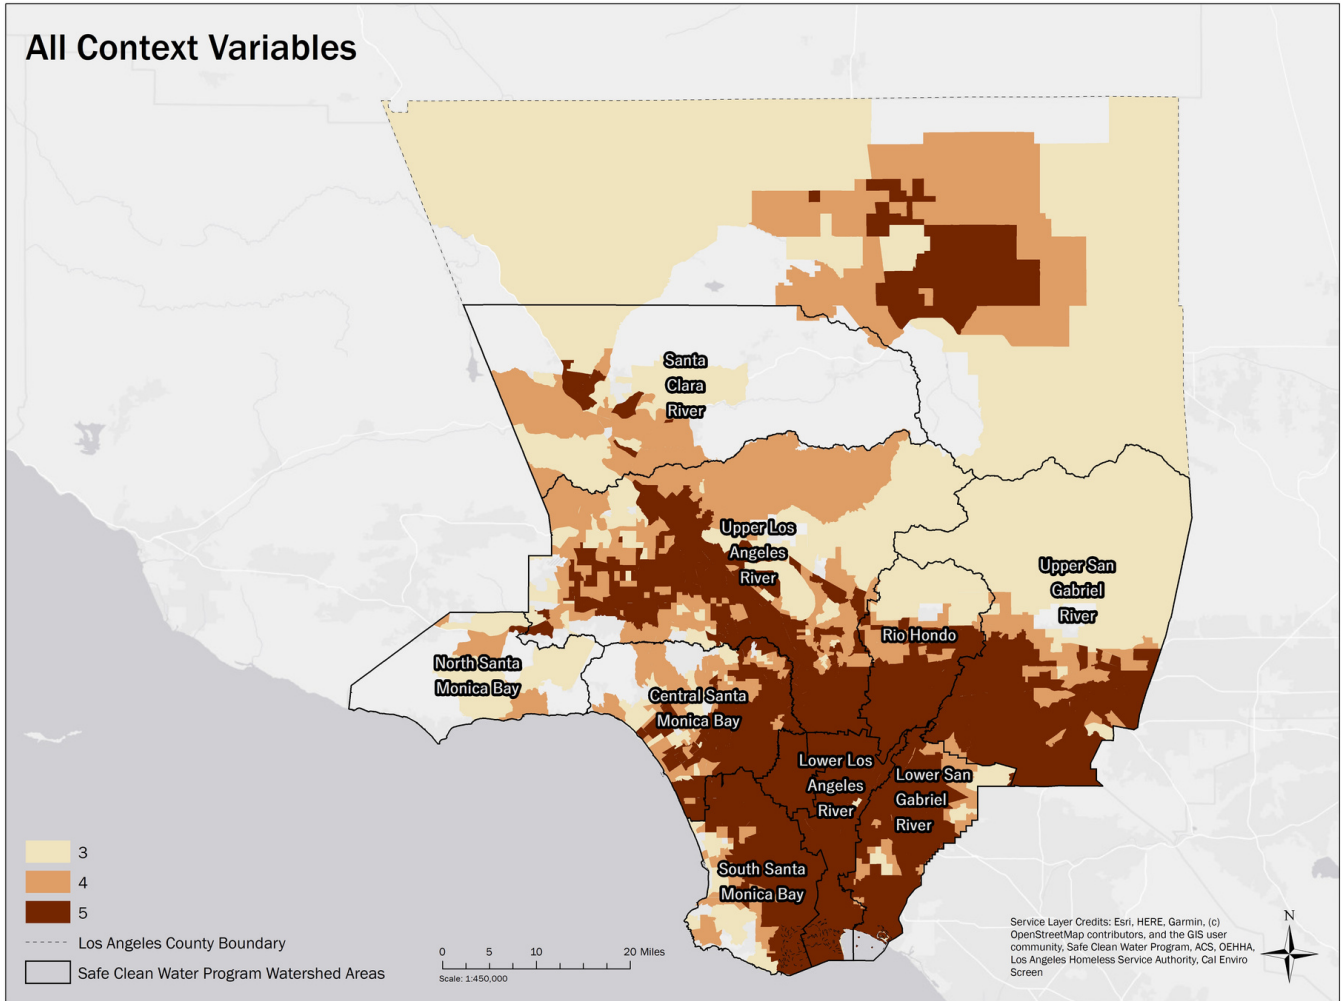 All Context Variables
Santa
Clara
River
Upper Los
Angeles
River
Upper San
Gabriel
River
Rio Hondo
North Santa
Monica Bay
Central Santa
Monica Bay
Lower Los
Angeles
River
Lower San
Gabriel
River
South Santa
Monica Bay
3
4
5
Los Angeles County Boundary
Safe Clean Water Program Watershed Areas
0 5 10 20 Miles
Scale: 1:450,000
Service Layer Credits: Esri, HERE, Garmin, (c)
OpenStreetMap contributors, and the GIS user
community, Safe Clean Water Program, ACS, OEHHA,
Los Angeles Homeless Service Authority, Cal Enviro
Screen
N